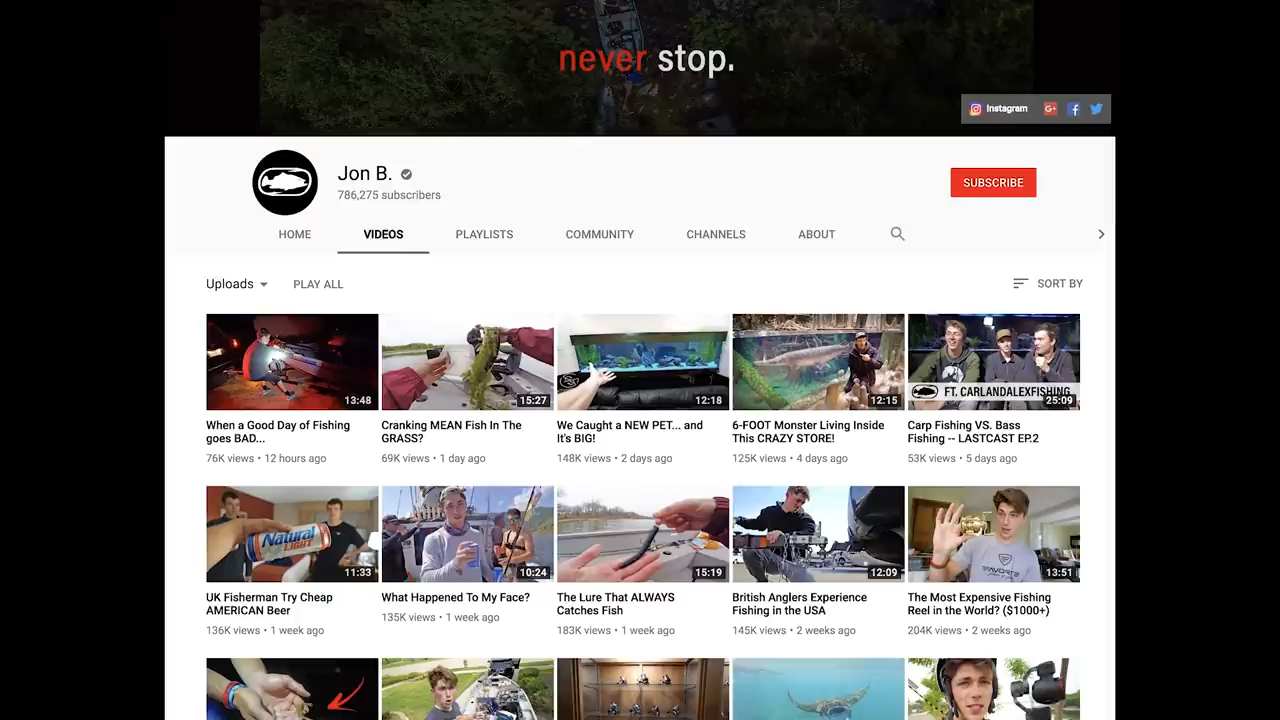 never stop.
Instagram
Jon B.
786,275 subscribers
SUBSCRIBE
HOME VIDEOS PLAYLISTS COMMUNITY CHANNELS ABOUT
Uploads PLAY ALL SORT BY
FT. CARLANDALEXFISHING
13:48 15:27 12:18 12:15 25:09
When a Good Day of Fishing goes BAD...
76K views • 12 hours ago
Cranking MEAN Fish In The GRASS?
69K views • 1 day ago
We Caught a NEW PET... and It's BIG!
148K views • 2 days ago
6-FOOT Monster Living Inside This CRAZY STORE!
125K views • 4 days ago
Carp Fishing VS. Bass Fishing -- LASTCAST EP.2
53K views • 5 days ago
Natural
LIGHT
FAVORITE
11:33 10:24 15:19 12:09 13:51
UK Fisherman Try Cheap AMERICAN Beer
136K views • 1 week ago
What Happened To My Face?
135K views • 1 week ago
The Lure That ALWAYS Catches Fish
183K views • 1 week ago
British Anglers Experience Fishing in the USA
145K views • 2 weeks ago
The Most Expensive Fishing Reel in the World? ($1000+)
204K views • 2 weeks ago